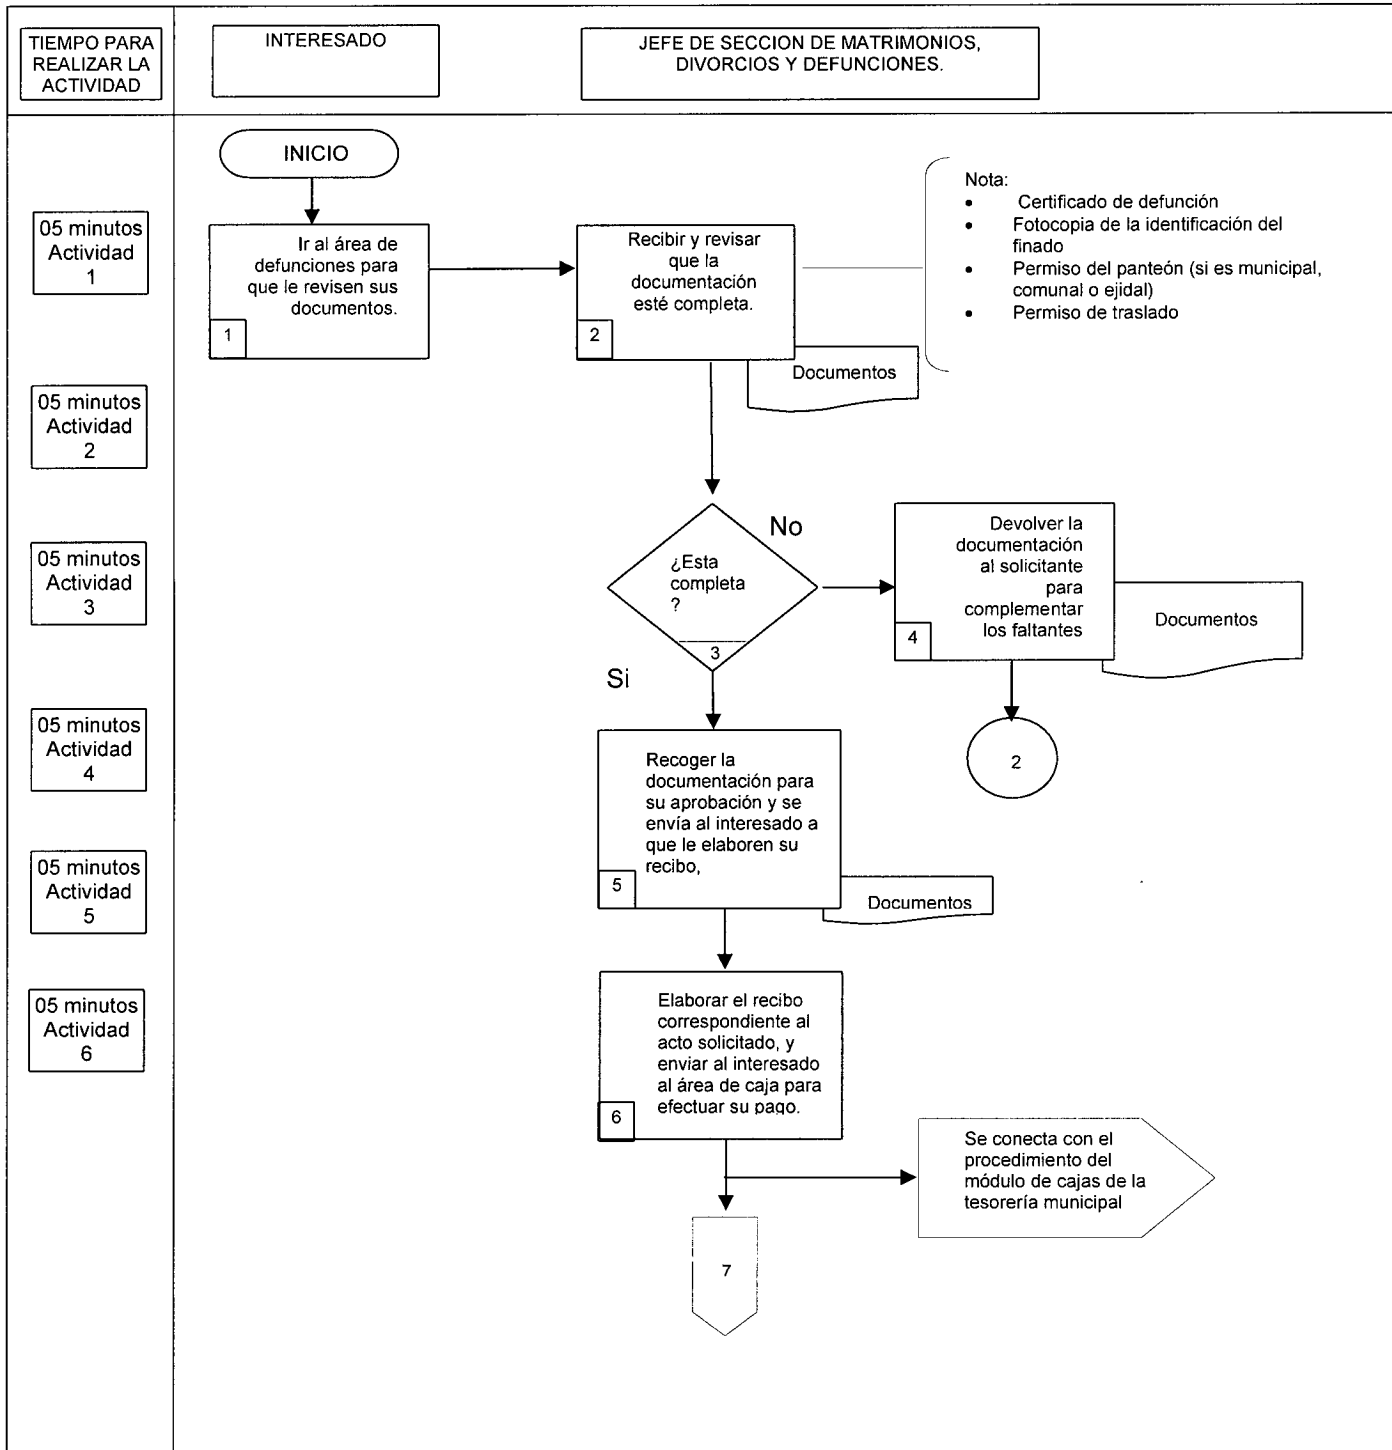 TIEMPO PARA
REALIZAR LA
ACTIVIDAD
INTERESADO
JEFE DE SECCION DE MATRIMONIOS,
DIVORCIOS Y DEFUNCIONES.
INICIO
05 minutos
Actividad
1
Ir al área de
defunciones para
que le revisen sus
documentos.
1
Recibir y revisar
que la
documentación
esté completa.
2
Documentos
Nota:
• Certificado de defunción
• Fotocopia de la identificación del
finado
• Permiso del panteón (si es municipal,
comunal o ejidal)
• Permiso de traslado
05 minutos
Actividad
2
05 minutos
Actividad
3
¿Esta
completa
?
3
No
Si
Devolver la
documentación
al solicitante
para
complementar
los faltantes
4
Documentos
2
05 minutos
Actividad
4
Recoger la
documentación para
su aprobación y se
envía al interesado a
que le elaboren su
recibo,
5
Documentos
05 minutos
Actividad
5
05 minutos
Actividad
6
Elaborar el recibo
correspondiente al
acto solicitado, y
enviar al interesado
al área de caja para
efectuar su pago.
6
Se conecta con el
procedimiento del
módulo de cajas de la
tesorería municipal
7